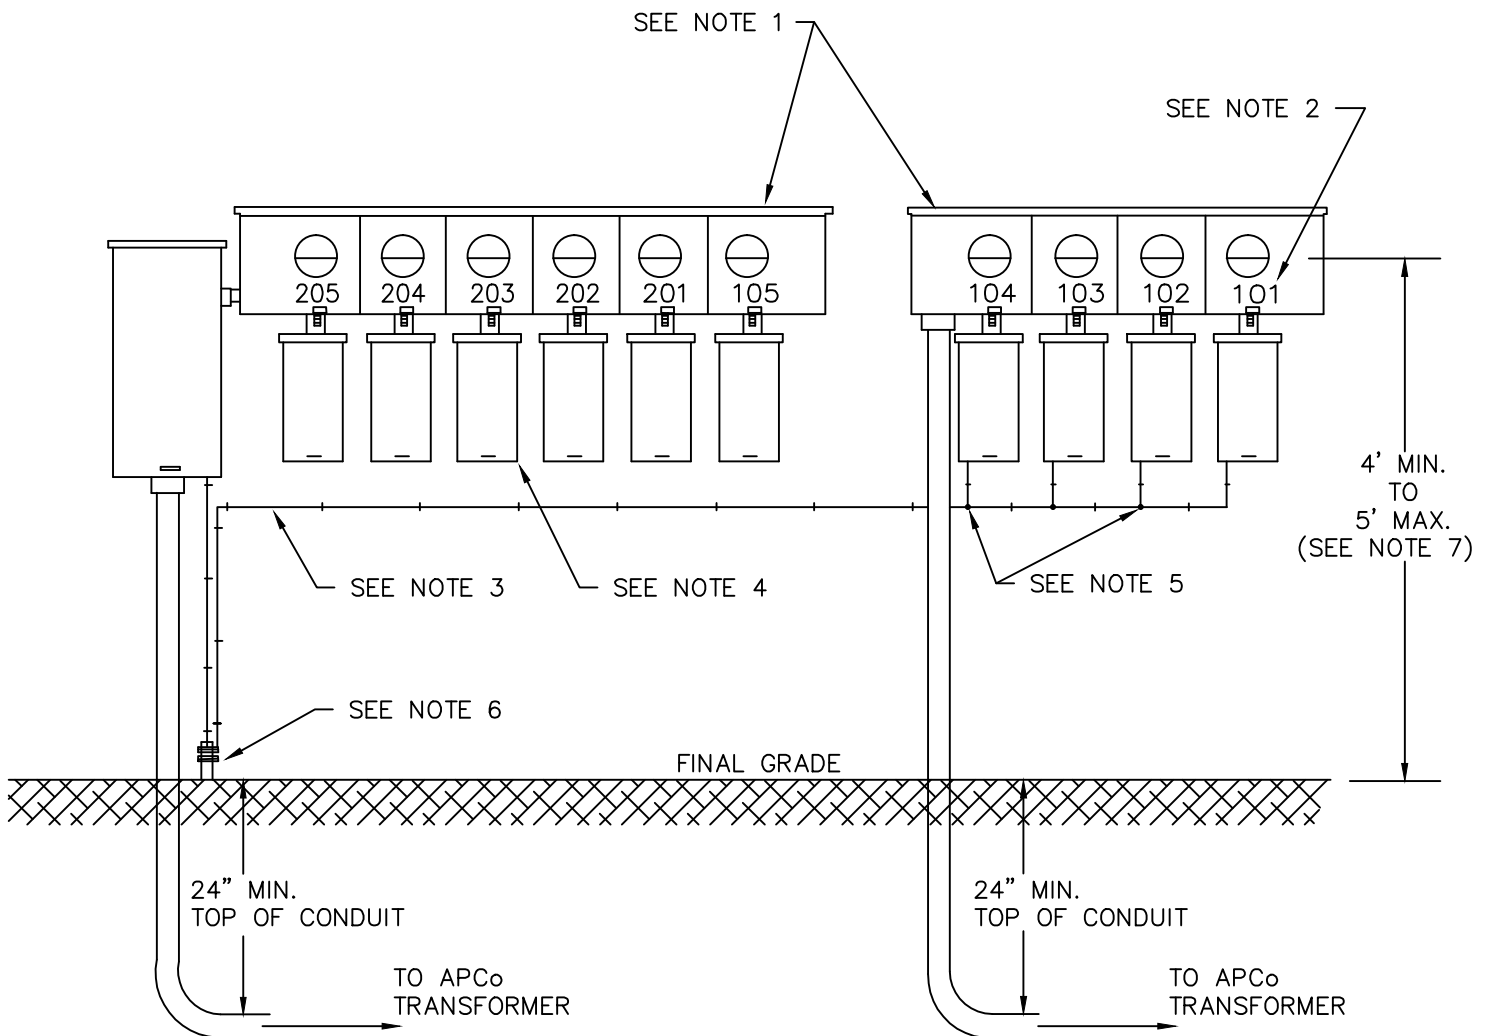 SEE NOTE 1
SEE NOTE 2
205 204 203 202 201 105
104 103 102 101
4' MIN.
TO
5' MAX.
(SEE NOTE 7)
SEE NOTE 3
SEE NOTE 4
SEE NOTE 5
SEE NOTE 6
FINAL GRADE
24" MIN.
TOP OF CONDUIT
24" MIN.
TOP OF CONDUIT
TO APCo
TRANSFORMER
TO APCo
TRANSFORMER